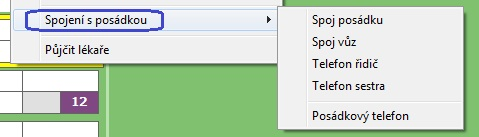 Spojení s posádkou
Půjčit lékaře
12
Spoj posádku
Spoj vůz
Telefon řidič
Telefon sestra
Posádkový telefon